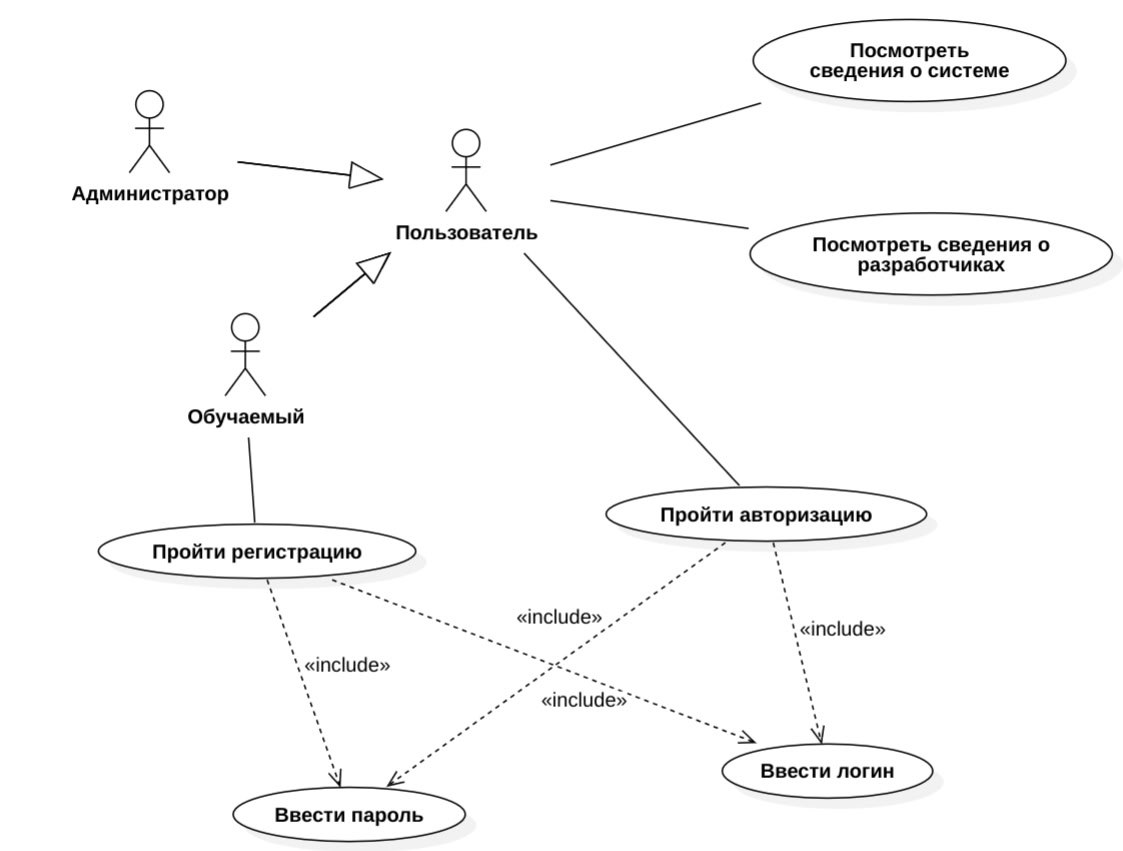 Посмотреть
сведения о системе
Администратор
Пользователь
Посмотреть сведения о
разработчиках
Обучаемый
Пройти авторизацию
Пройти регистрацию
«include»
«include»
«include»
«include»
Ввести логин
Ввести пароль